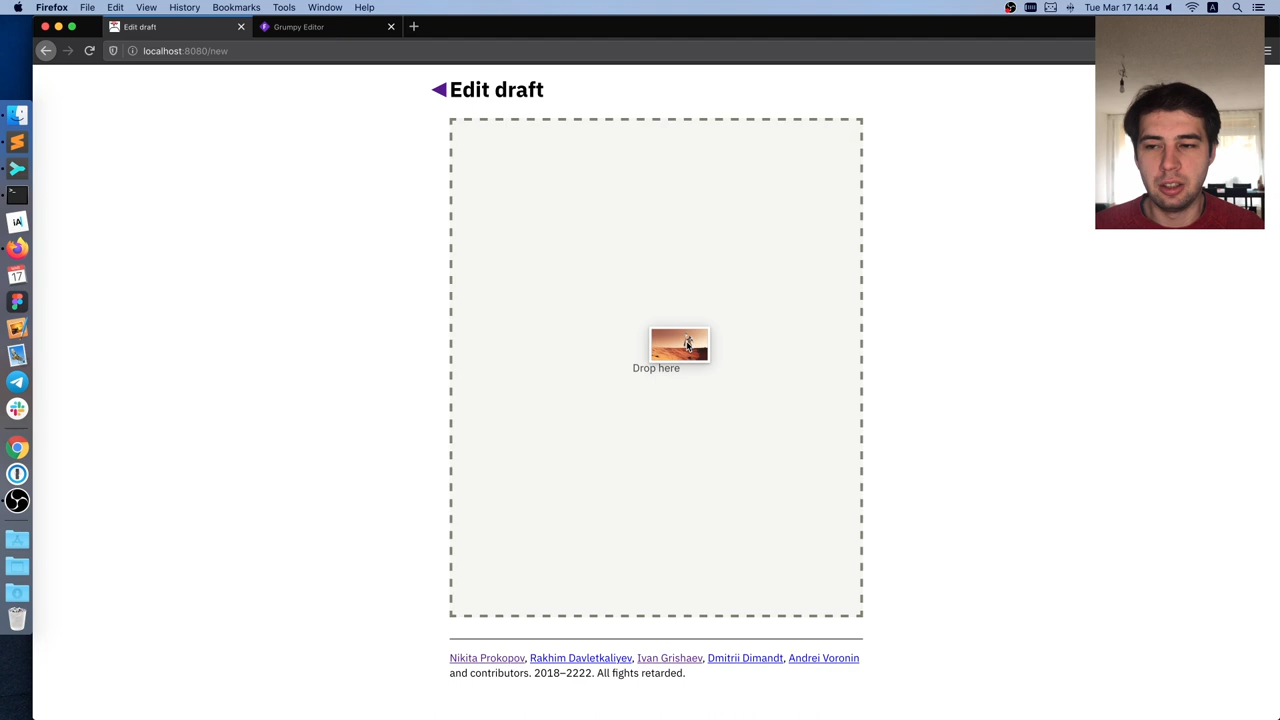 Firefox File Edit View History Bookmarks Tools Window Help
Tue Mar 17 14:44
Edit draft
Grumpy Editor
localhost:8080/new
Edit draft
Drop here
Nikita Prokopov, Rakhim Davletkaliyev, Ivan Grishaev, Dmitrii Dimandt, Andrei Voronin
and contributors. 2018–2222. All fights retarded.
iA
17